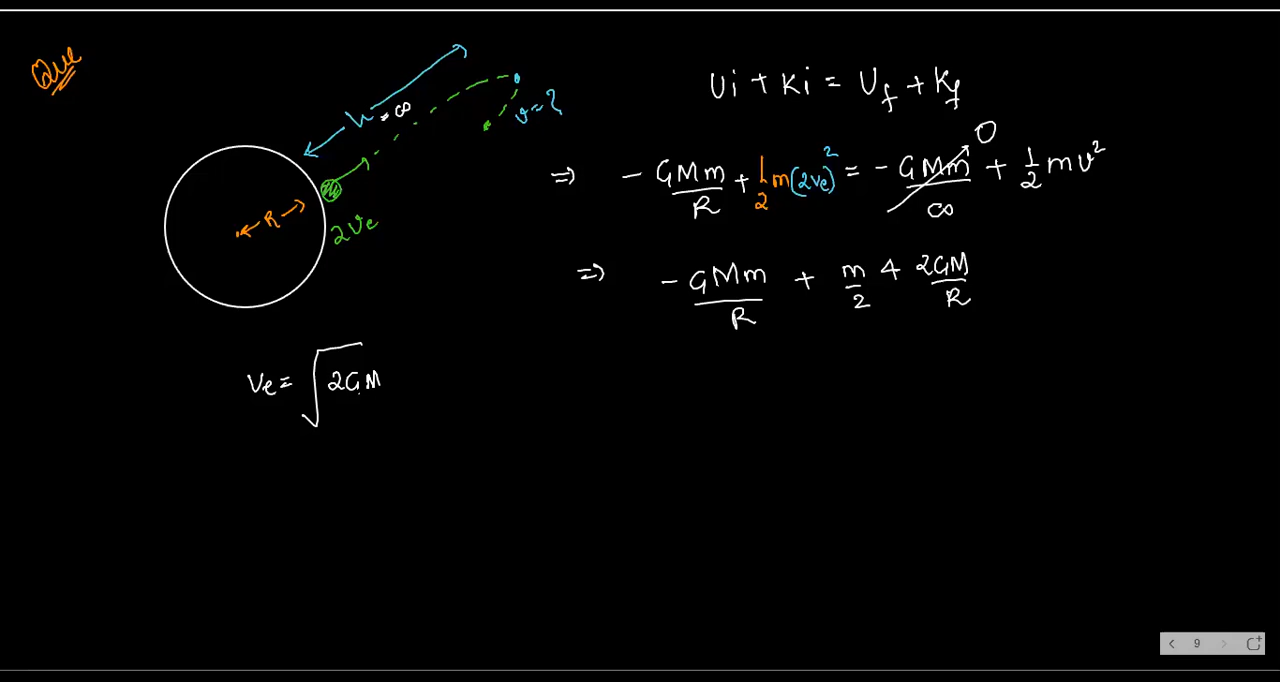 Que
h = ∞
v = ?
R
2Ve
Ui + Ki = Uf + Kf
⇒ - GMm/R + 1/2 m(2ve)² = - GMm/∞ 0 + 1/2 mv²
⇒ - GMm/R + m/2 4 2GM/R
Ve = √2GM
9